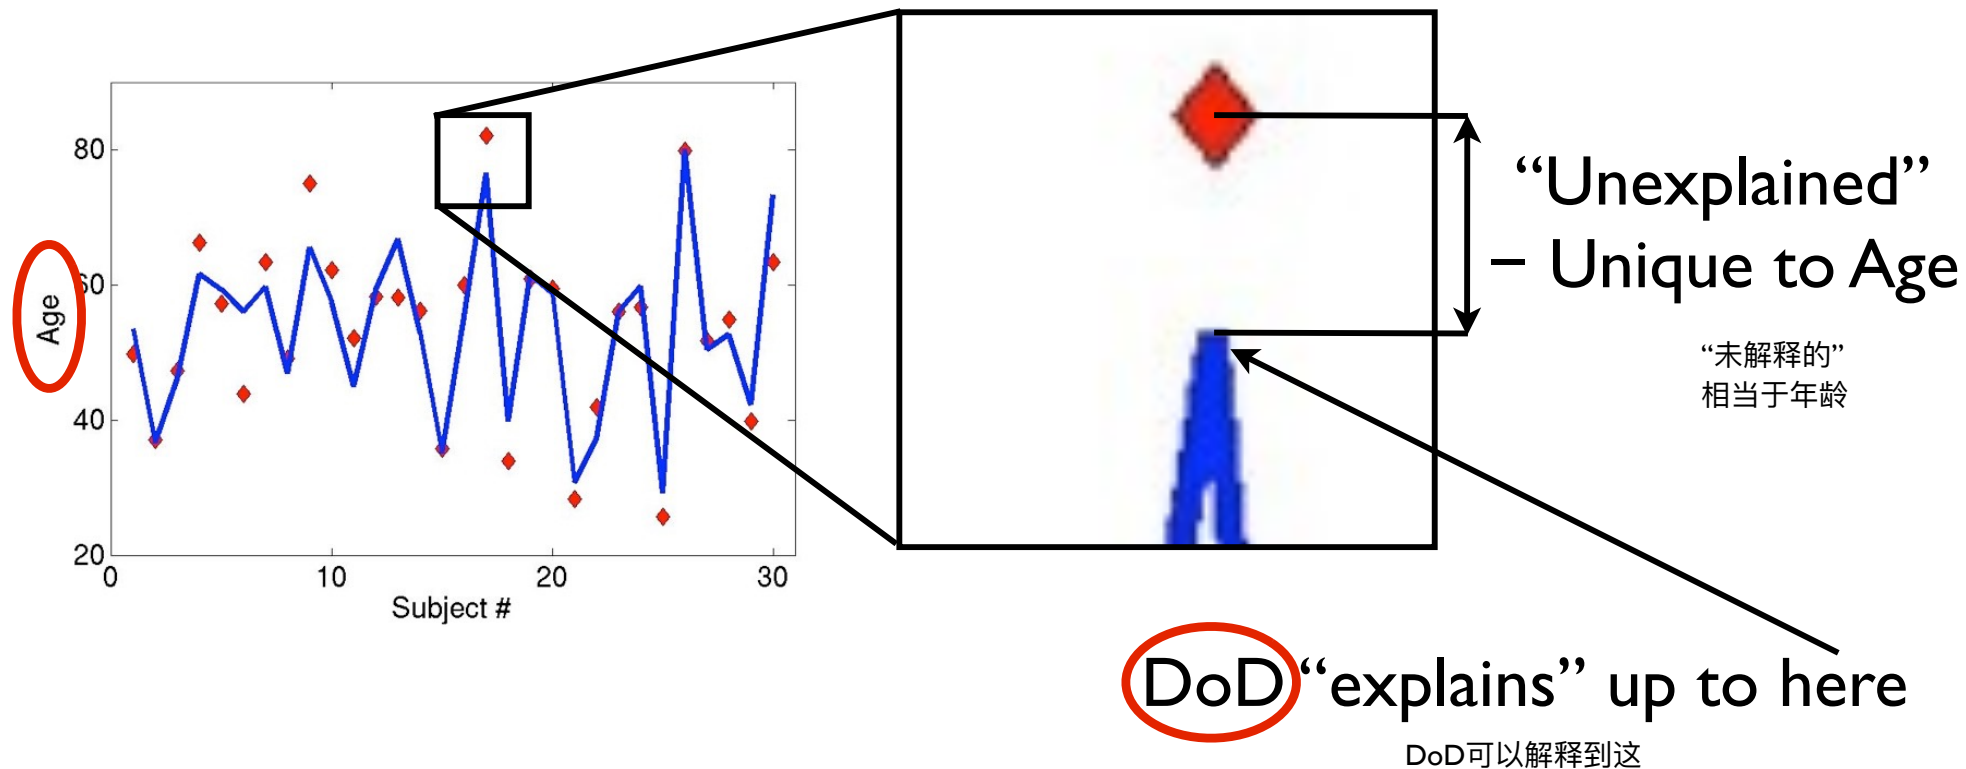 80
60
40
20
Age
0
10
20
30
Subject #
“Unexplained”
– Unique to Age
“未解释的”
相当于年龄
DoD “explains” up to here
DoD可以解释到这